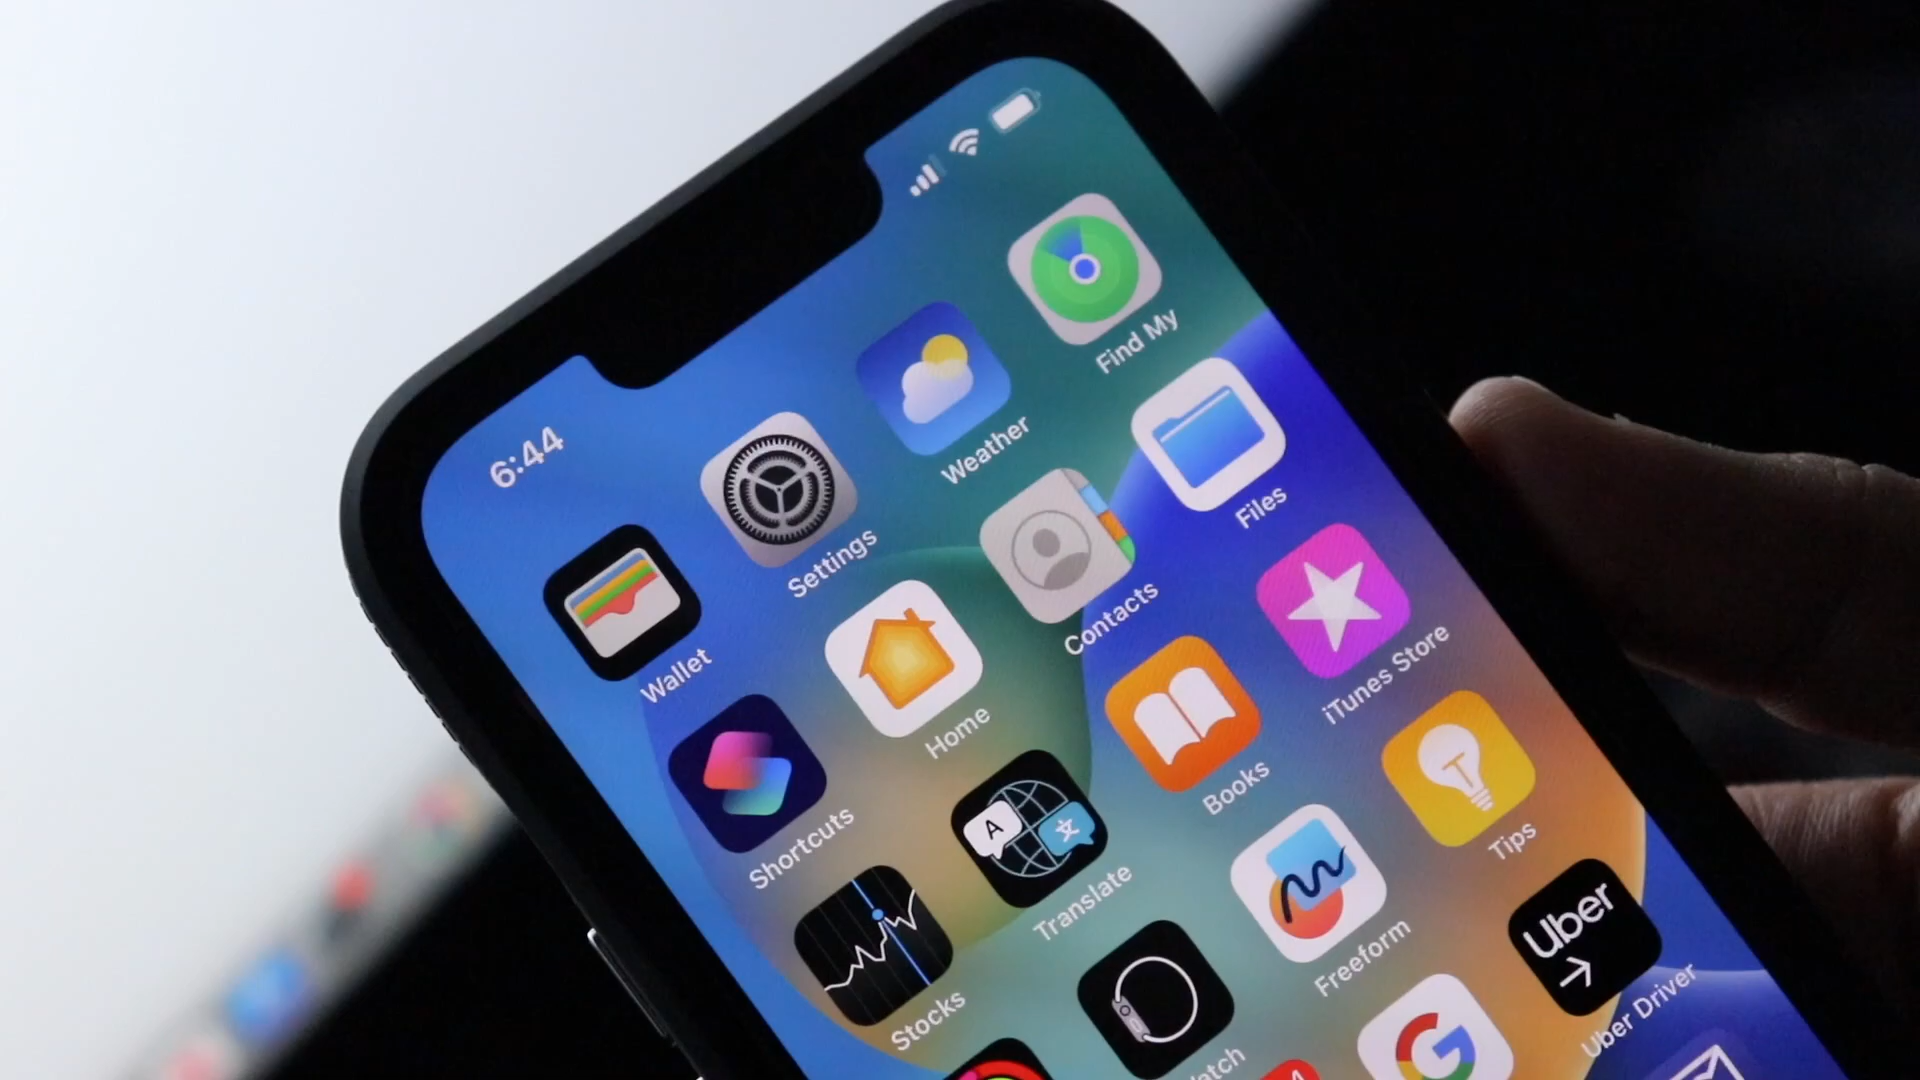 6:44
Wallet
Settings
Weather
Find My
Shortcuts
Home
Contacts
Files
Stocks
A
文
Translate
Books
iTunes Store
Freeform
Tips
Uber
Uber Driver
G